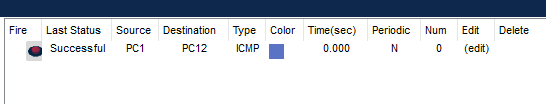 Fire Last Status Source Destination Type Color Time(sec) Periodic Num Edit Delete
Successful PC1 PC12 ICMP 0.000 N 0 (edit)